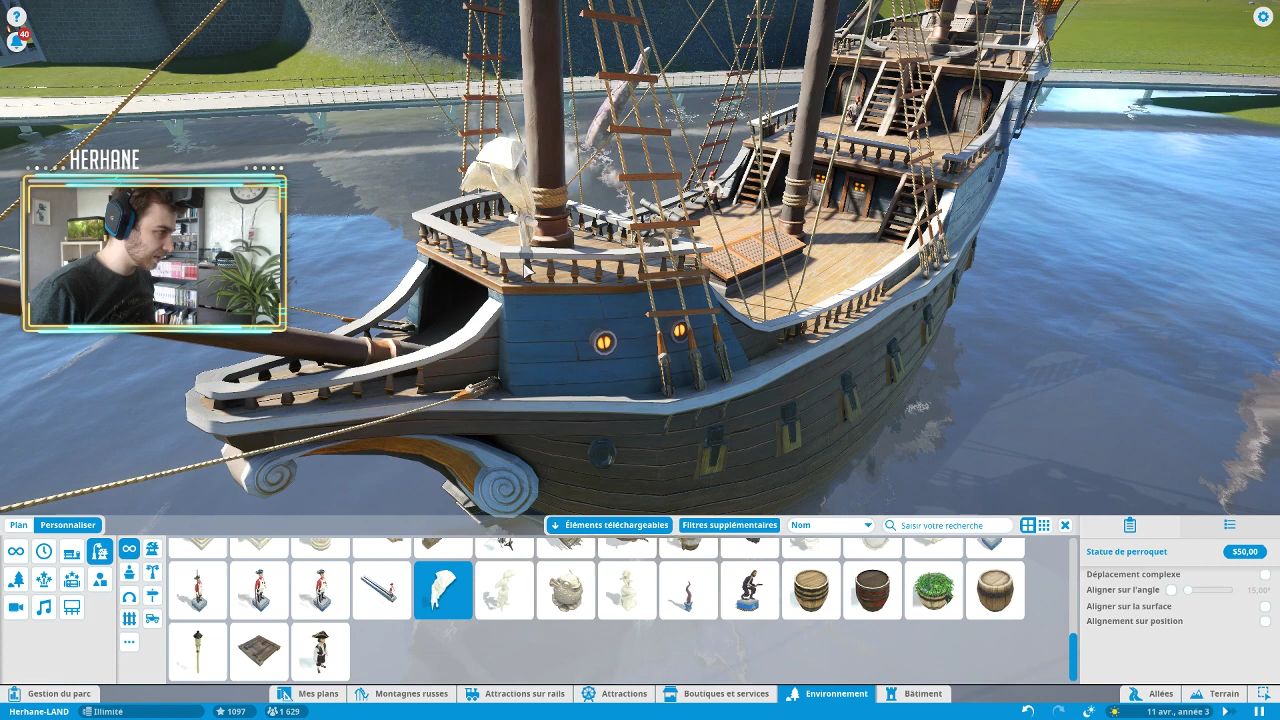 ?
40
HERHANE
Plan Personnaliser
Éléments téléchargeables
Filtres supplémentaires
Nom
Saisir votre recherche
Statue de perroquet $50,00
Déplacement complexe
Aligner sur l'angle 15,00°
Aligner sur la surface
Alignement sur position
Gestion du parc
Mes plans
Montagnes russes
Attractions sur rails
Attractions
Boutiques et services
Environnement
Bâtiment
Allées
Terrain
Herhane-LAND
Illimité
1097
1 629
11 avr., année 3